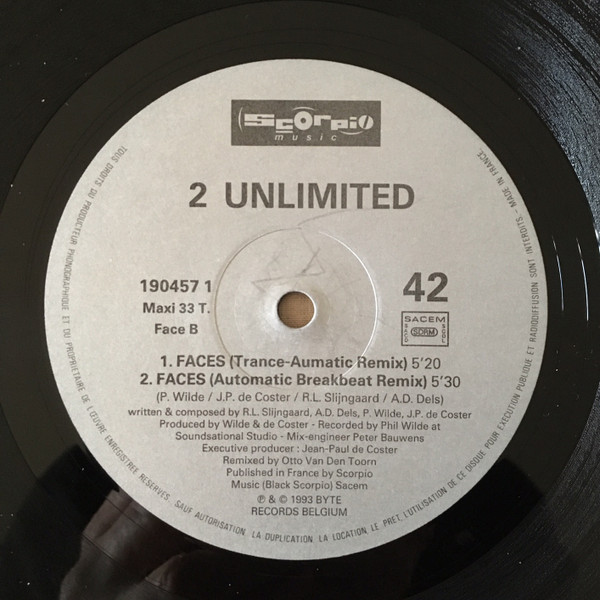 Scorpio
music
2 UNLIMITED
190457 1
Maxi 33 T.
Face B
42
SACEM
SACD SDRM SGDL
1. FACES (Trance-Aumatic Remix) 5'20
2. FACES (Automatic Breakbeat Remix) 5'30
(P. Wilde / J.P. de Coster / R.L. Slijngaard / A.D. Dels)
written & composed by R.L. Slijngaard, A.D. Dels, P. Wilde, J.P. de Coster
Produced by Wilde & de Coster - Recorded by Phil Wilde at
Soundsational Studio - Mix-engineer Peter Bauwens
Executive producer : Jean-Paul de Coster
Remixed by Otto Van Den Toorn
Published in France by Scorpio
Music (Black Scorpio) Sacem
℗ & © 1993 BYTE
RECORDS BELGIUM
TOUS DROITS DU PRODUCTEUR PHONOGRAPHIQUE ET DU PROPRIETAIRE DE L'ŒUVRE ENREGISTREE RESERVES. SAUF AUTORISATION LA DUPLICATION, LA LOCATION, LE PRET, L'UTILISATION DE CE DISQUE POUR EXECUTION PUBLIQUE ET RADIODIFFUSION SONT INTERDITS - MADE IN FRANCE.